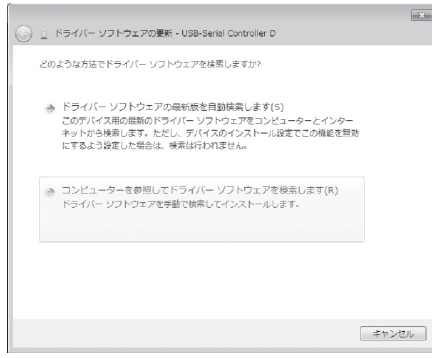 ドライバー ソフトウェアの更新 - USB-Serial Controller D
どのような方法でドライバー ソフトウェアを検索しますか?
ドライバー ソフトウェアの最新版を自動検索します(S)
このデバイス用の最新のドライバー ソフトウェアをコンピューターとインター
ネットから検索します。ただし、デバイスのインストール設定でこの機能を無効
にするよう設定した場合は、検索は行われません。
コンピューターを参照してドライバー ソフトウェアを検索します(R)
ドライバー ソフトウェアを手動で検索してインストールします。
キャンセル